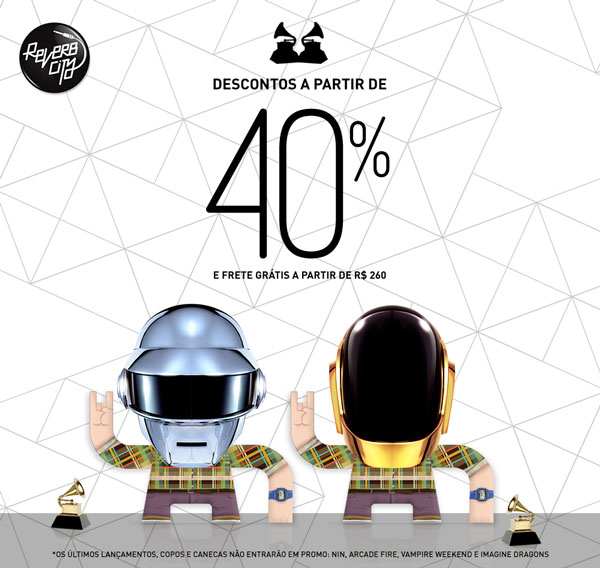 Reverb
City
DESCONTOS A PARTIR DE
40%
E FRETE GRÁTIS A PARTIR DE R$ 260
*OS ÚLTIMOS LANÇAMENTOS, COPOS E CANECAS NÃO ENTRARÃO EM PROMO: NIN, ARCADE FIRE, VAMPIRE WEEKEND E IMAGINE DRAGONS